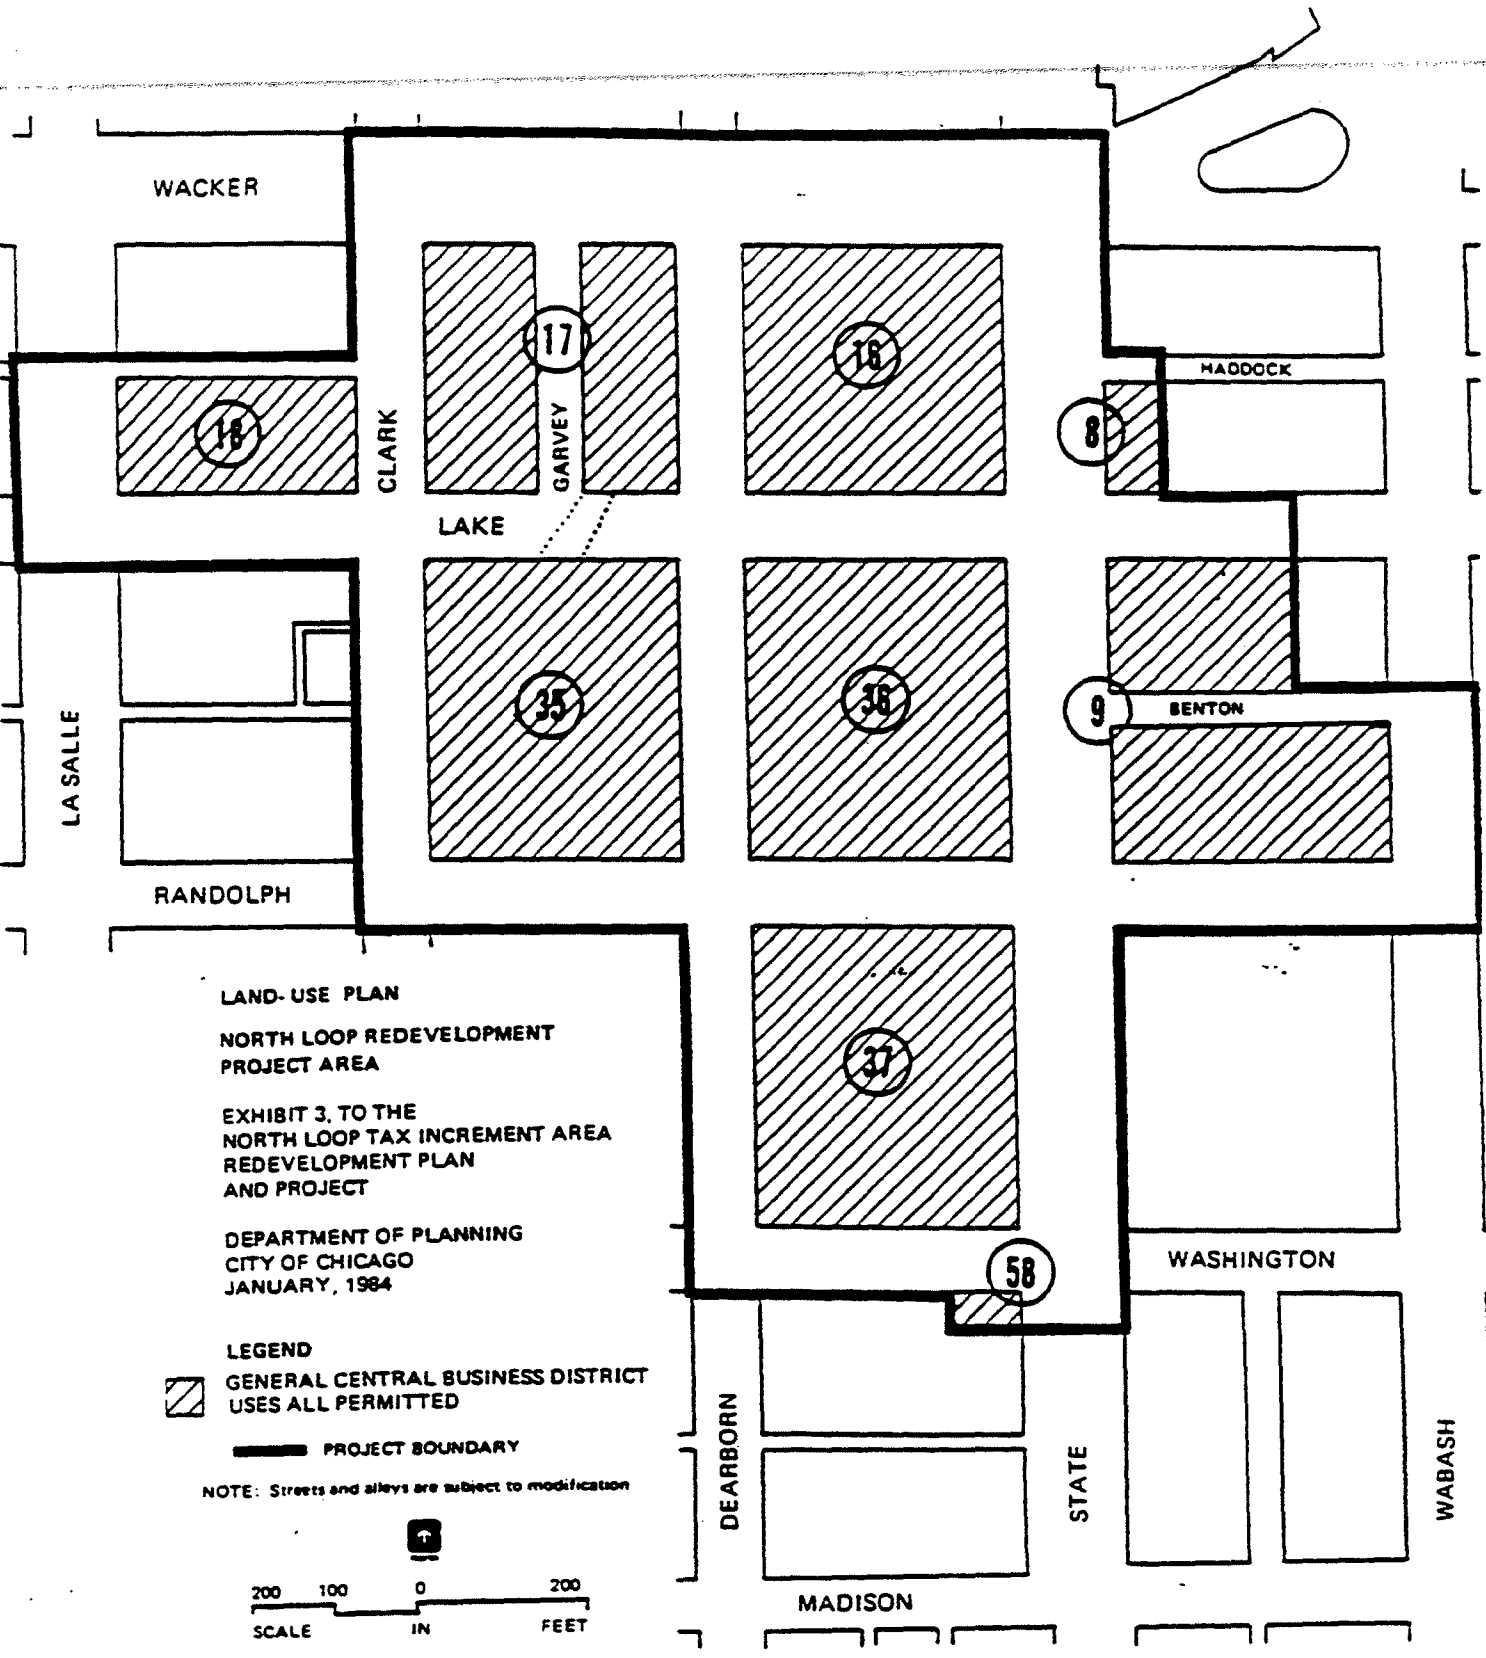 WACKER
HADDOCK
17
16
18
8
CLARK
GARVEY
LAKE
35
36
9
BENTON
LA SALLE
RANDOLPH
37
LAND-USE PLAN
NORTH LOOP REDEVELOPMENT
PROJECT AREA
EXHIBIT 3, TO THE
NORTH LOOP TAX INCREMENT AREA
REDEVELOPMENT PLAN
AND PROJECT
DEPARTMENT OF PLANNING
CITY OF CHICAGO
JANUARY, 1984
58
WASHINGTON
LEGEND
GENERAL CENTRAL BUSINESS DISTRICT
USES ALL PERMITTED
PROJECT BOUNDARY
NOTE: Streets and alleys are subject to modification
DEARBORN
STATE
WABASH
200 100 0 200
SCALE IN FEET
MADISON